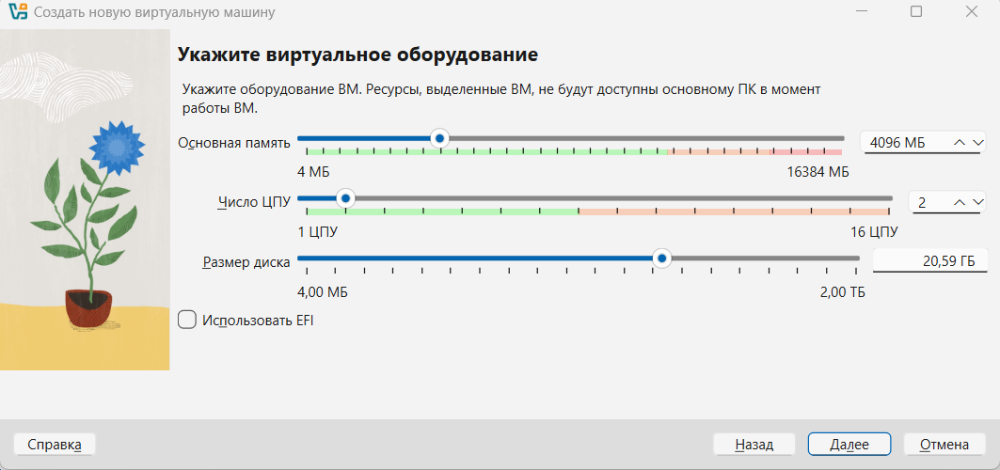 Создать новую виртуальную машину
Укажите виртуальное оборудование
Укажите оборудование ВМ. Ресурсы, выделенные ВМ, не будут доступны основному ПК в момент
работы ВМ.
Основная память
4096 МБ
4 МБ
16384 МБ
Число ЦПУ
2
1 ЦПУ
16 ЦПУ
Размер диска
20,59 ГБ
4,00 МБ
2,00 ТБ
Использовать EFI
Справка
Назад
Далее
Отмена